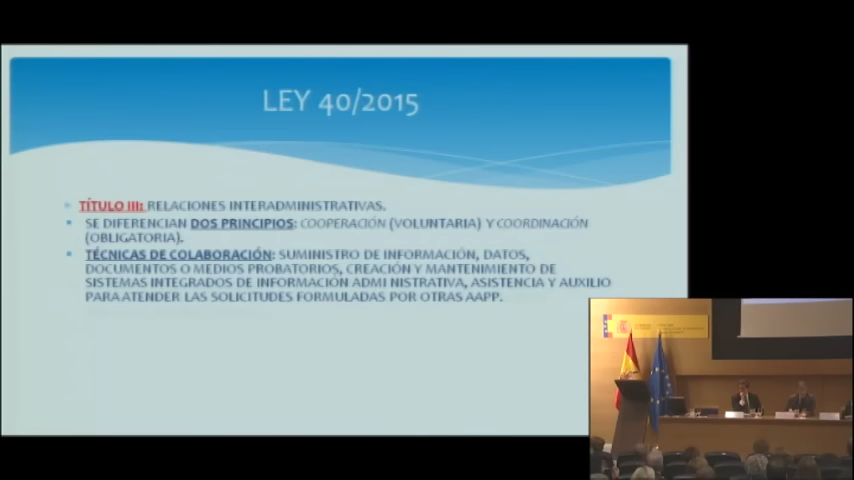 LEY 40/2015
TÍTULO III: RELACIONES INTERADMINISTRATIVAS.
SE DIFERENCIAN DOS PRINCIPIOS: COOPERACIÓN (VOLUNTARIA) Y COORDINACIÓN
(OBLIGATORIA).
TÉCNICAS DE COLABORACIÓN: SUMINISTRO DE INFORMACIÓN, DATOS,
DOCUMENTOS O MEDIOS PROBATORIOS, CREACIÓN Y MANTENIMIENTO DE
SISTEMAS INTEGRADOS DE INFORMACIÓN ADMI NISTRATIVA, ASISTENCIA Y AUXILIO
PARA ATENDER LAS SOLICITUDES FORMULADAS POR OTRAS AAPP.